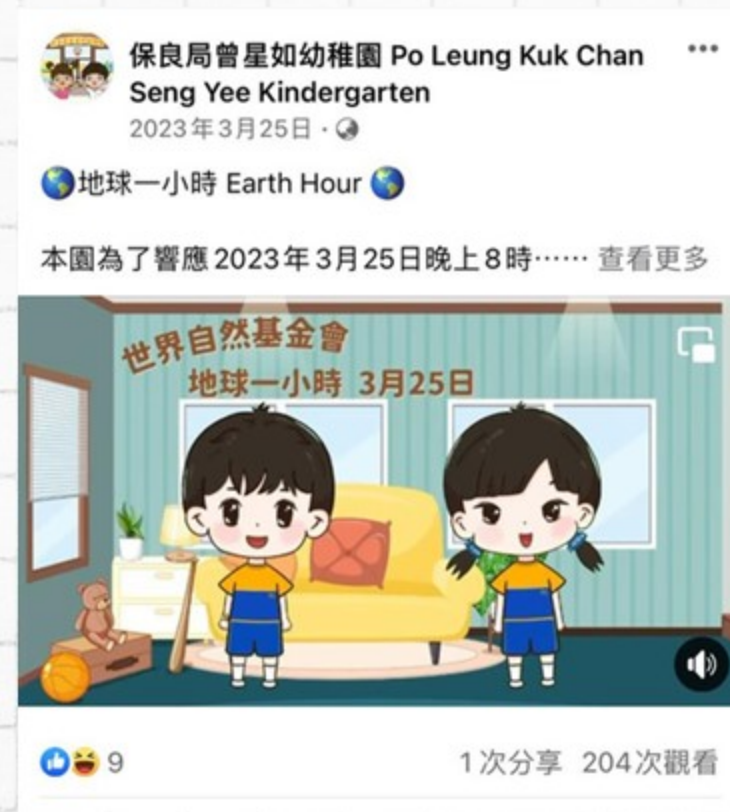 保良局曾星如幼稚園 Po Leung Kuk Chan
Seng Yee Kindergarten
2023年3月25日 ·
地球一小時 Earth Hour
本園為了響應2023年3月25日晚上8時…… 查看更多
世界自然基金會
地球一小時 3月25日
9
1次分享 204次觀看